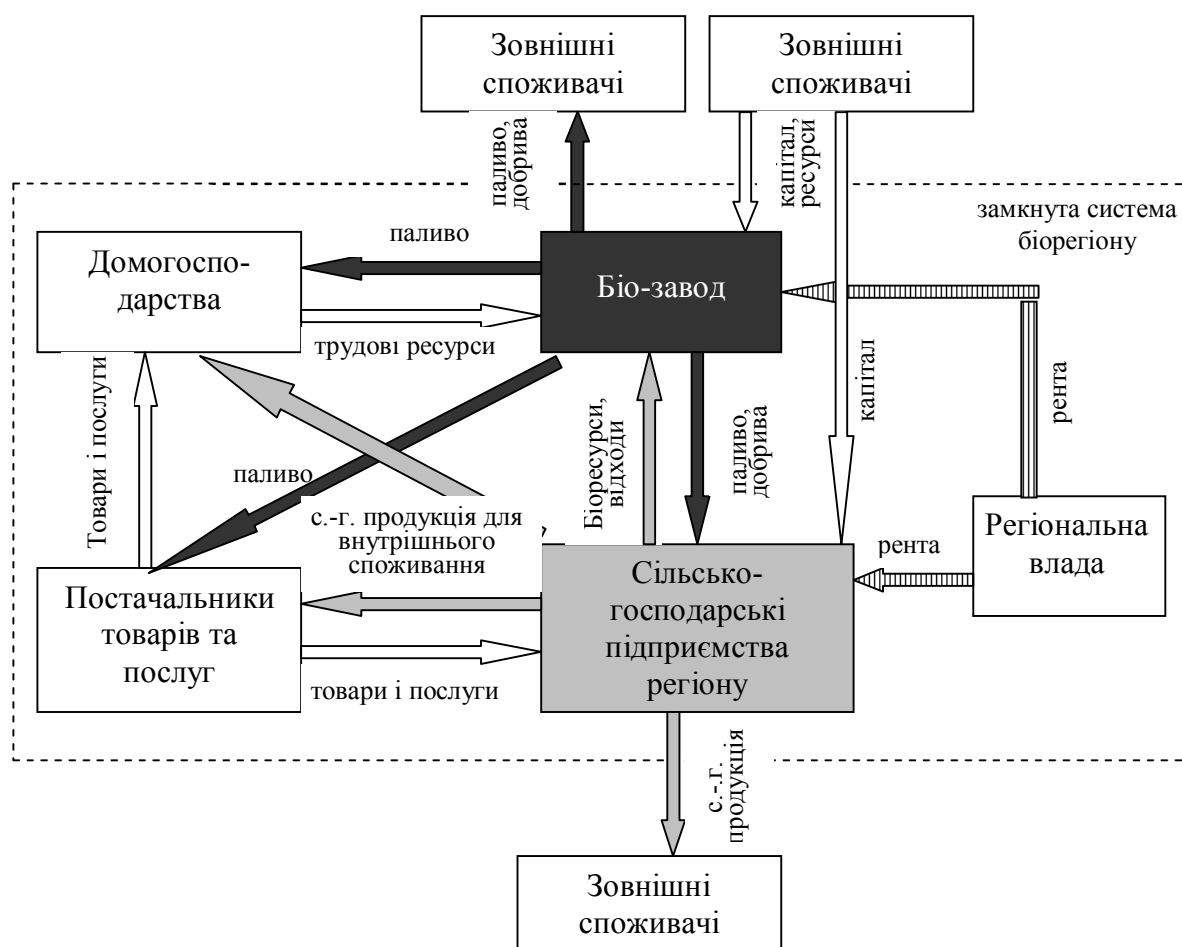 Зовнішні
споживачі
Зовнішні
споживачі
паливо,
добрива
капітал,
ресурси
замкнута система
біорегіону
Домогоспо-
дарства
паливо
Біо-завод
трудові ресурси
Товари і послуги
капітал
рента
Біоресурси,
відходи
паливо,
добрива
паливо
с.-г. продукція для
внутрішнього
споживання
рента
Регіональна
влада
Постачальники
товарів та
послуг
Сільсько-
господарські
підприємства
регіону
товари і послуги
с.-.г.
продукція
Зовнішні
споживачі